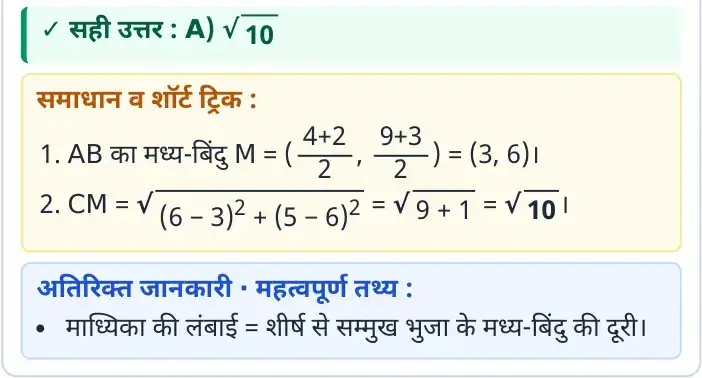 ✓ सही उत्तर : A) √10
समाधान व शॉर्ट ट्रिक :
1. AB का मध्य-बिंदु M = (4+2/2, 9+3/2) = (3, 6)।
2. CM = √(6 – 3)² + (5 – 6)² = √9 + 1 = √10।
अतिरिक्त जानकारी · महत्वपूर्ण तथ्य :
• माध्यिका की लंबाई = शीर्ष से सम्मुख भुजा के मध्य-बिंदु की दूरी।